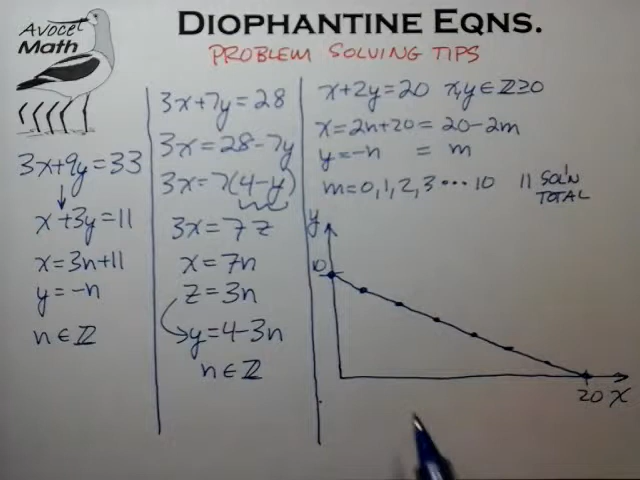 Avocet
Math
DIOPHANTINE EQNS.
PROBLEM SOLVING TIPS
3x+9y=33
x+3y=11
x=3n+11
y=-n
n∈ℤ
3x+7y=28
3x=28-7y
3x=7(4-y)
3x=7z
x=7n
z=3n
y=4-3n
n∈ℤ
x+2y=20 x,y∈ℤ≥0
x=2n+20=20-2m
y=-n = m
m=0,1,2,3...10 11 SOL'N
TOTAL
y
10
20 x